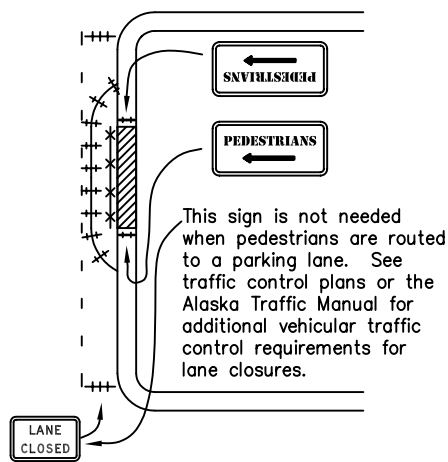 PEDESTRIANS
PEDESTRIANS
This sign is not needed
when pedestrians are routed
to a parking lane.  See
traffic control plans or the
Alaska Traffic Manual for
additional vehicular traffic
control requirements for
lane closures.
LANE
CLOSED